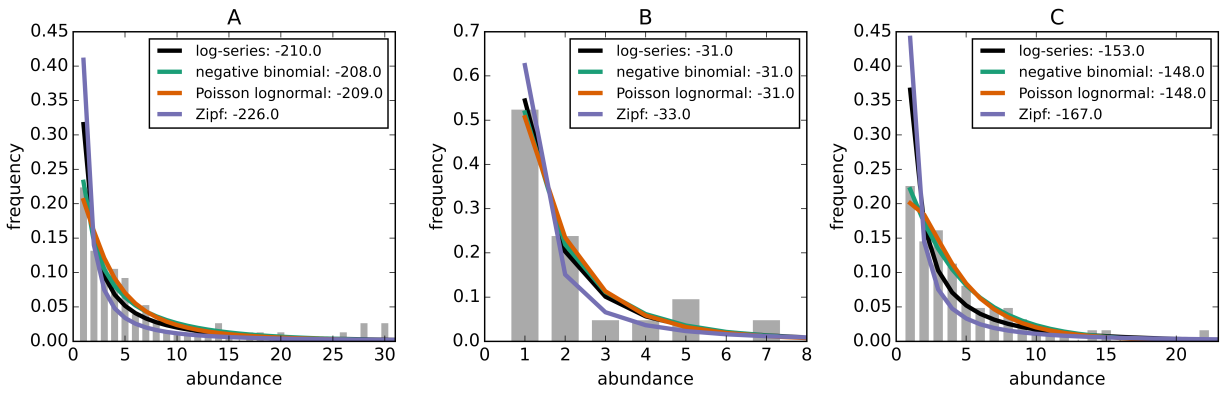 A
0.45
0.40
0.35
0.30
0.25
0.20
0.15
0.10
0.05
0.00
frequency
log-series: -210.0
negative binomial: -208.0
Poisson lognormal: -209.0
Zipf: -226.0
0 5 10 15 20 25 30
abundance
B
0.7
0.6
0.5
0.4
0.3
0.2
0.1
0.0
frequency
log-series: -31.0
negative binomial: -31.0
Poisson lognormal: -31.0
Zipf: -33.0
0 1 2 3 4 5 6 7 8
abundance
C
0.45
0.40
0.35
0.30
0.25
0.20
0.15
0.10
0.05
0.00
frequency
log-series: -153.0
negative binomial: -148.0
Poisson lognormal: -148.0
Zipf: -167.0
0 5 10 15 20
abundance